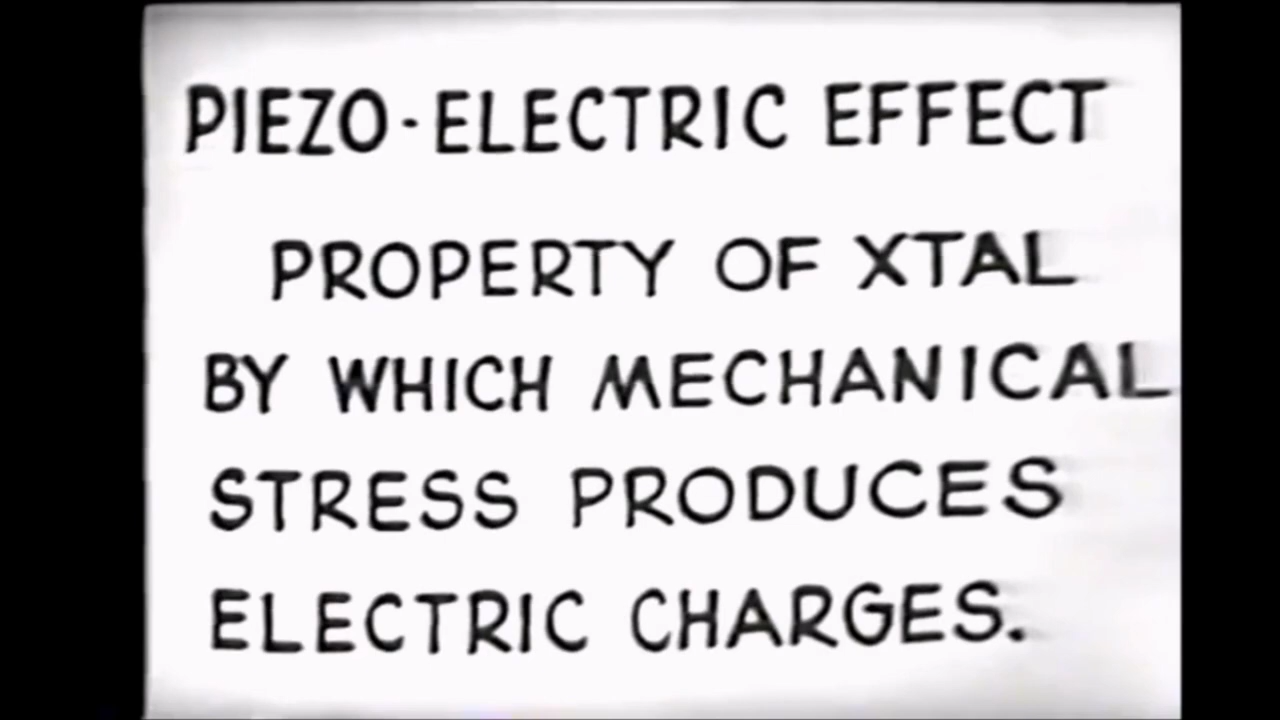 PIEZO-ELECTRIC EFFECT
PROPERTY OF XTAL
BY WHICH MECHANICAL
STRESS PRODUCES
ELECTRIC CHARGES.